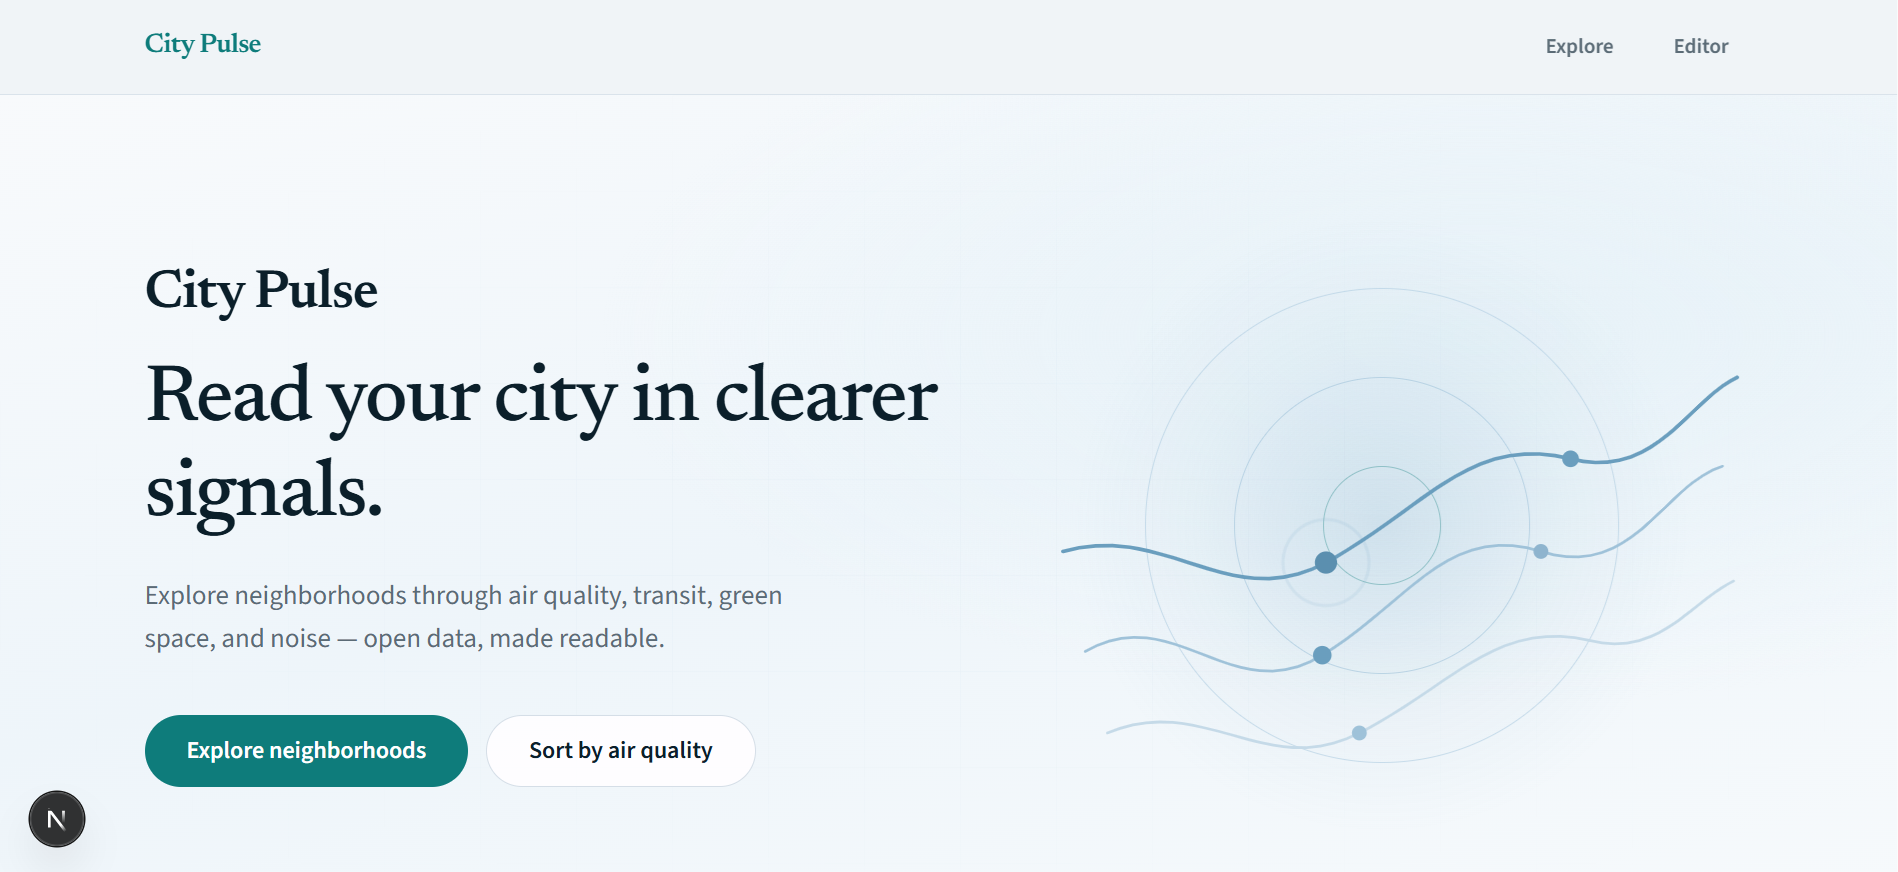 City Pulse
Explore
Editor
City Pulse
Read your city in clearer
signals.
Explore neighborhoods through air quality, transit, green
space, and noise — open data, made readable.
Explore neighborhoods
Sort by air quality
N